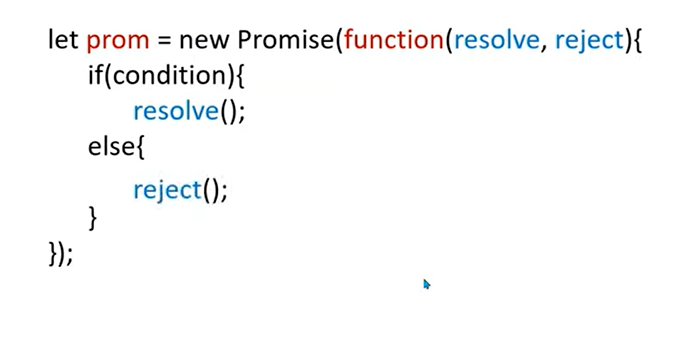 let prom = new Promise(function(resolve, reject){
if(condition){
resolve();
else{
reject();
}
});